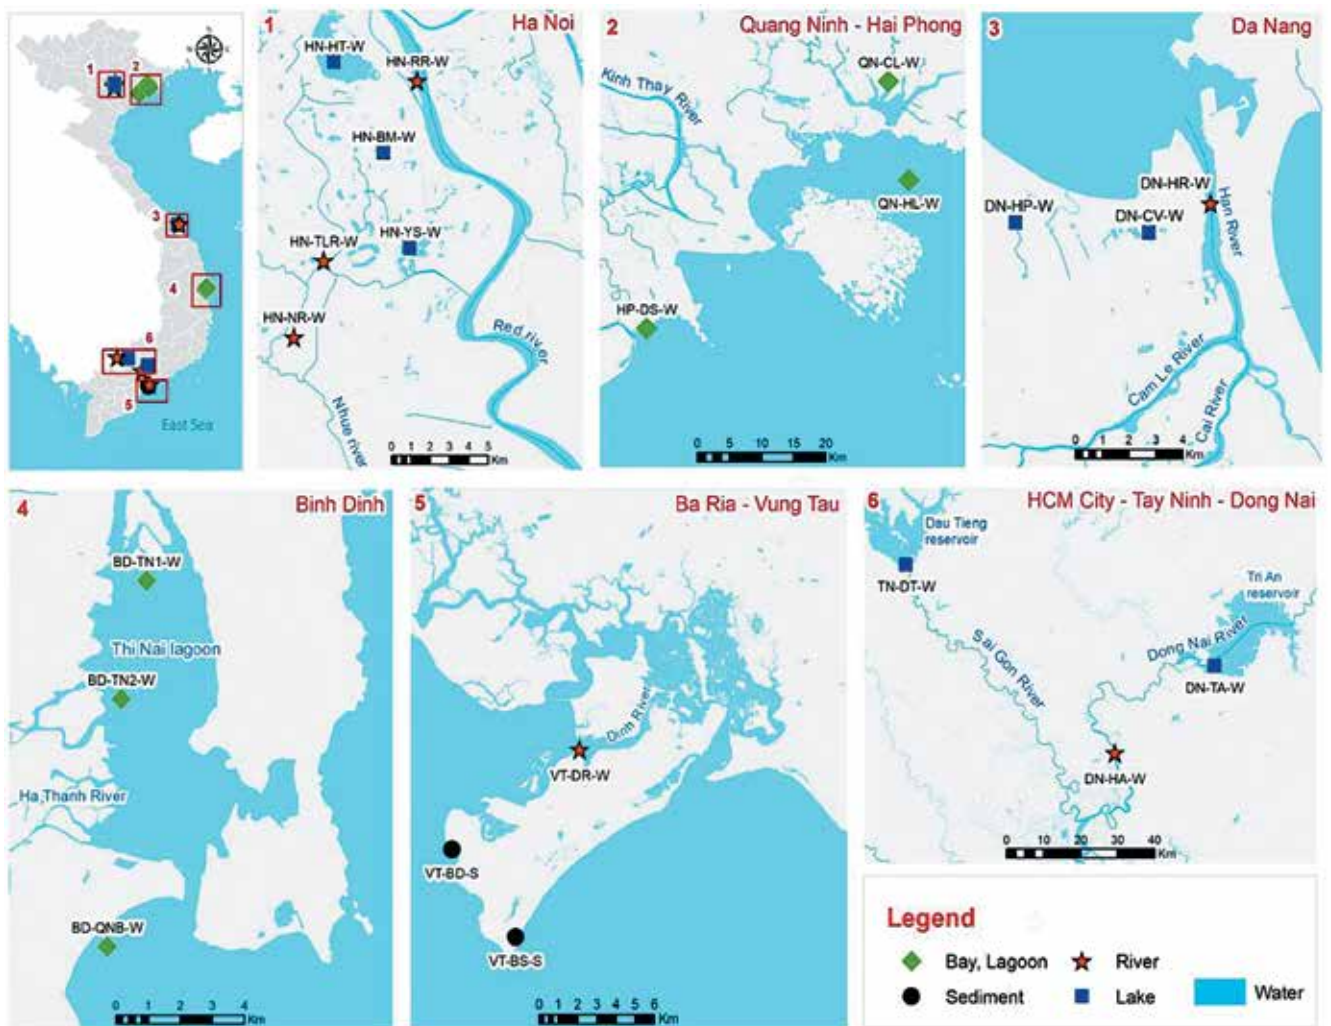 1
2
3
4
6
5
East Sea
1
Ha Noi
HN-HT-W
HN-RR-W
HN-BM-W
HN-TLR-W
HN-YS-W
HN-NR-W
Red river
Nhue river
0 1 2 3 4 5
Km
2
Quang Ninh - Hai Phong
Kinh Thay River
QN-CL-W
QN-HL-W
HP-DS-W
0 5 10 15 20
Km
3
Da Nang
DN-HR-W
DN-HP-W
DN-CV-W
Han River
Cam Le River
Cai River
0 1 2 3 4
Km
4
Binh Dinh
BD-TN1-W
Thi Nai lagoon
BD-TN2-W
Ha Thanh River
BD-QNB-W
0 1 2 3 4
Km
5
Ba Ria - Vung Tau
Dinh River
VT-DR-W
VT-BD-S
VT-BS-S
0 1 2 3 4 5 6
Km
6
HCM City - Tay Ninh - Dong Nai
Dau Tieng
reservoir
TN-DT-W
Tri An
reservoir
Sai Gon River
Dong Nai River
DN-TA-W
DN-HA-W
0 10 20 30 40
Km
Legend
Bay, Lagoon
River
Sediment
Lake
Water